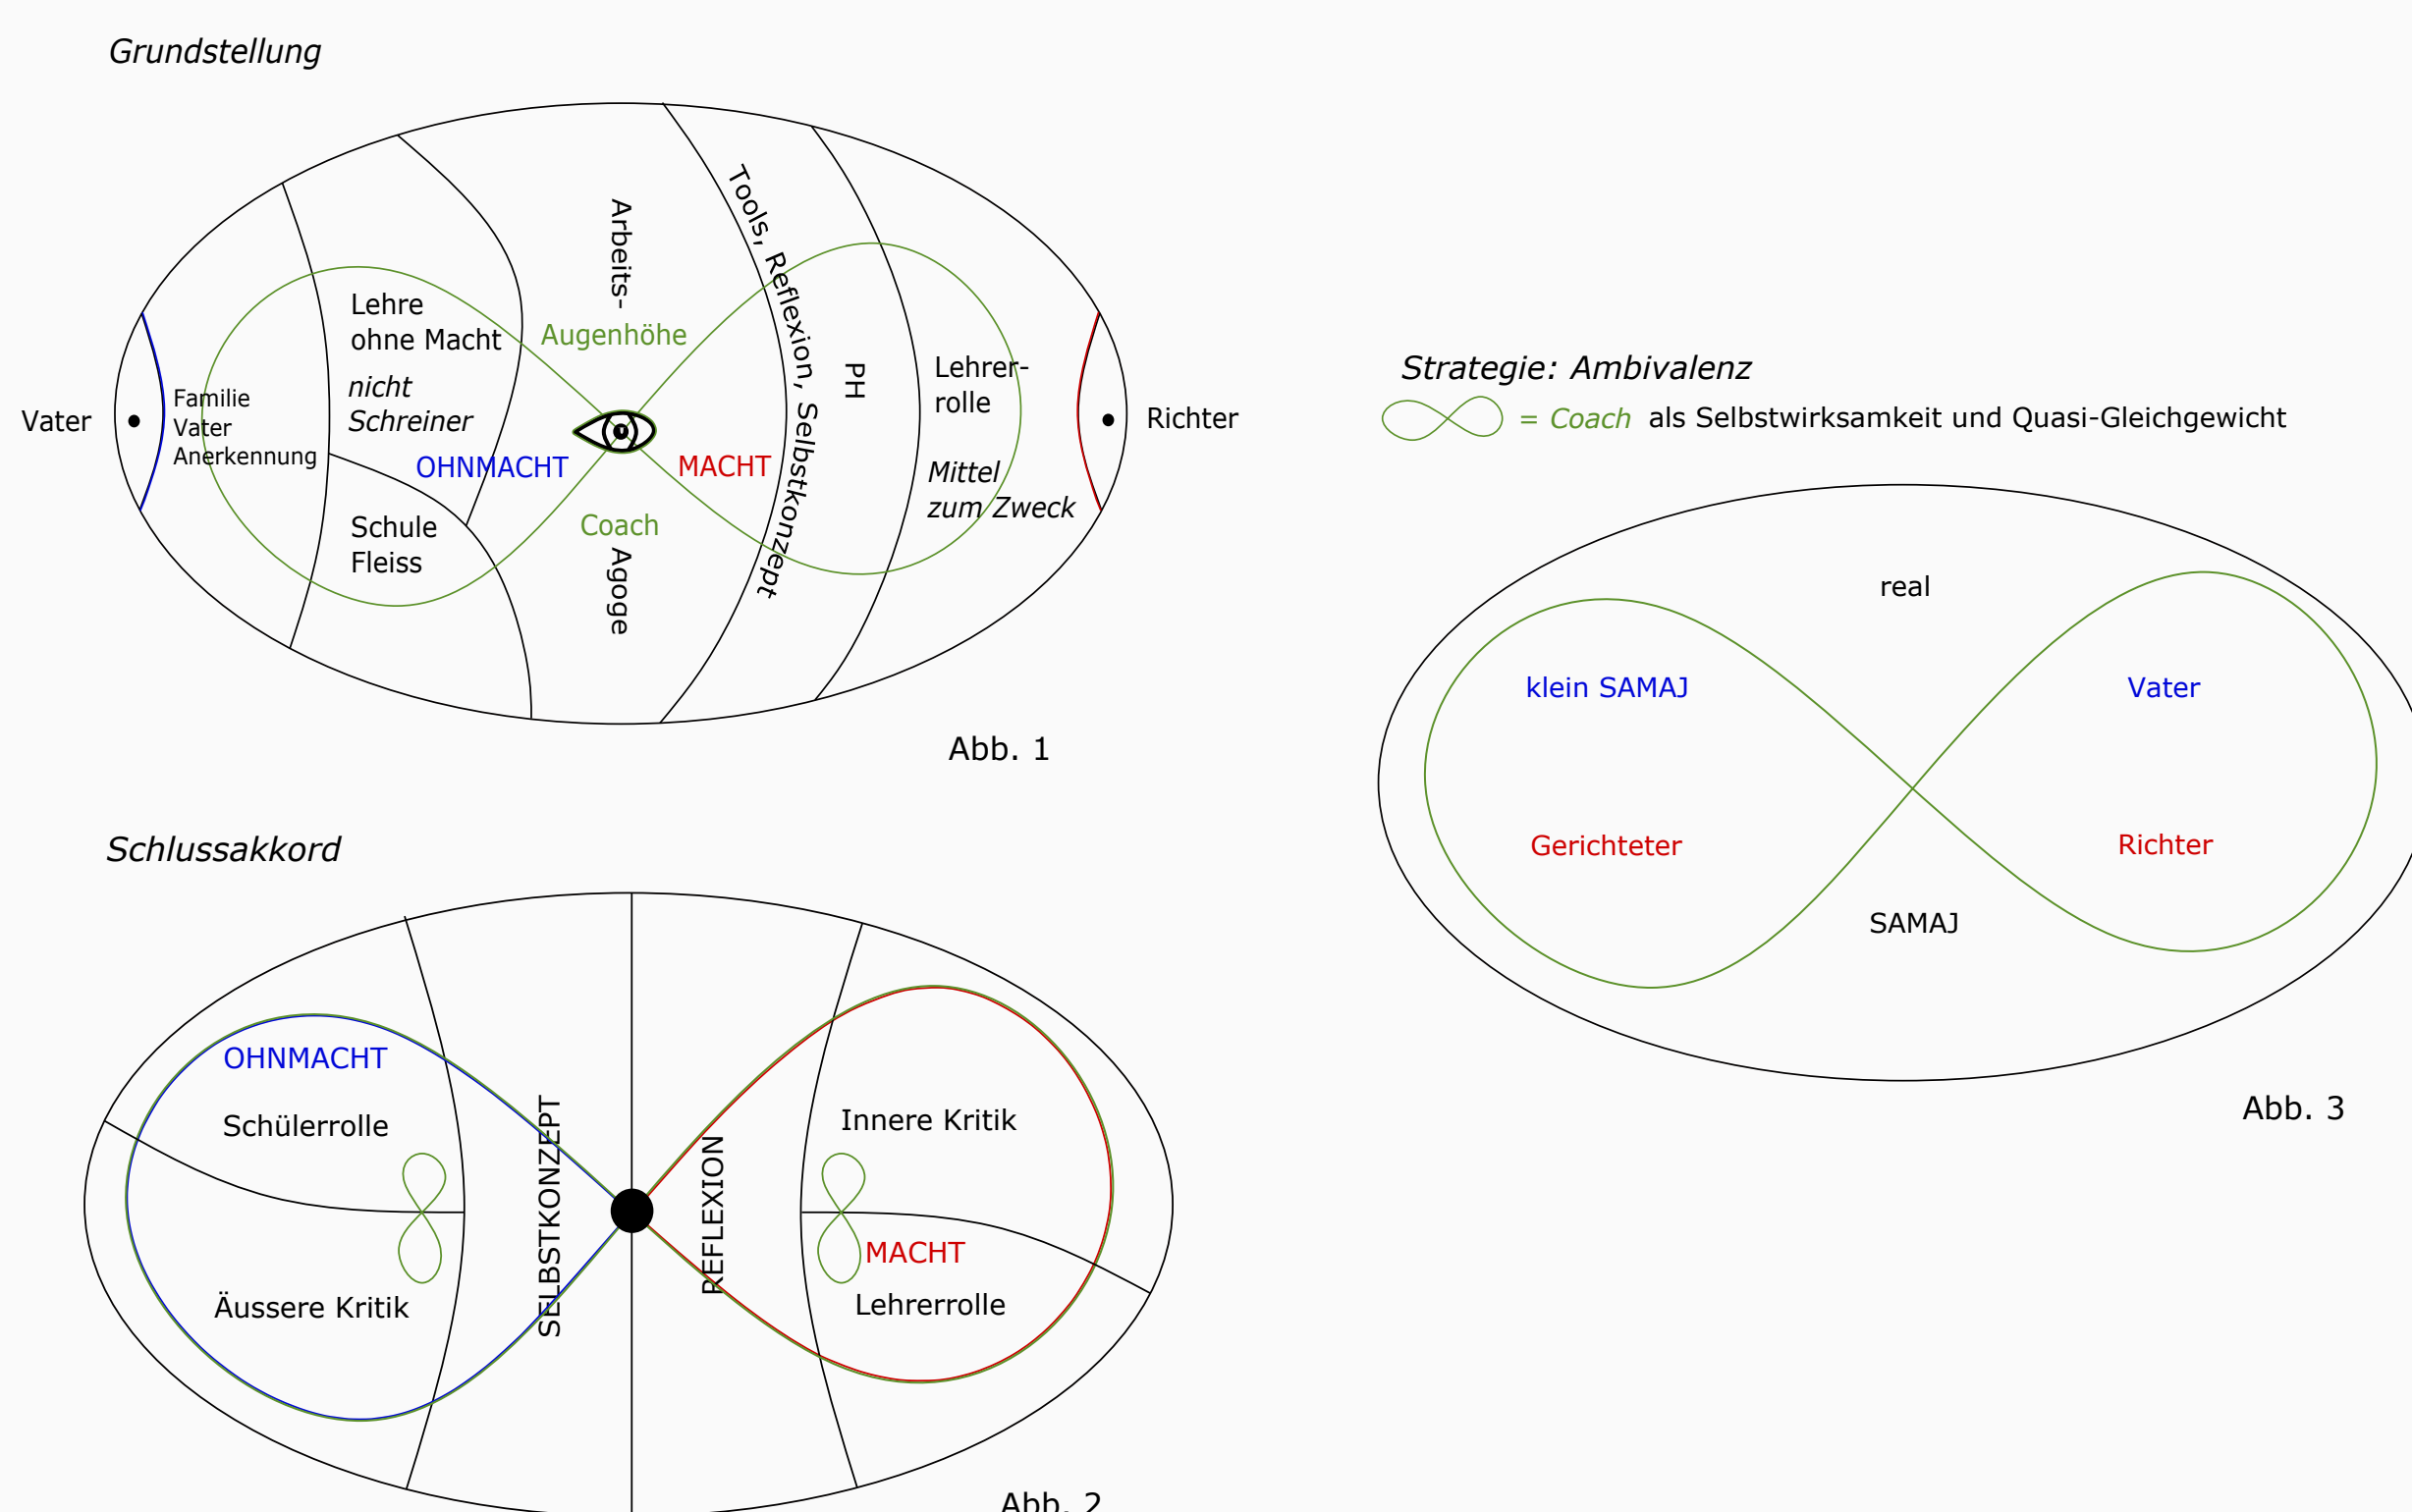 Grundstellung
Arbeits-
Tools, Reflexion, Selbstkonzept
Lehre
ohne Macht
Augenhöhe
PH
Lehrer-
rolle
nicht
Schreiner
Familie
Vater
Anerkennung
Vater
Richter
OHNMACHT
MACHT
Mittel
zum Zweck
Schule
Fleiss
Coach
Agoge
Abb. 1
Strategie: Ambivalenz
= Coach als Selbstwirksamkeit und Quasi-Gleichgewicht
real
klein SAMAJ
Vater
Gerichteter
Richter
SAMAJ
Abb. 3
Schlussakkord
OHNMACHT
Schülerrolle
Äussere Kritik
SELBSTKONZEPT
REFLEXION
Innere Kritik
MACHT
Lehrerrolle
Abb. 2